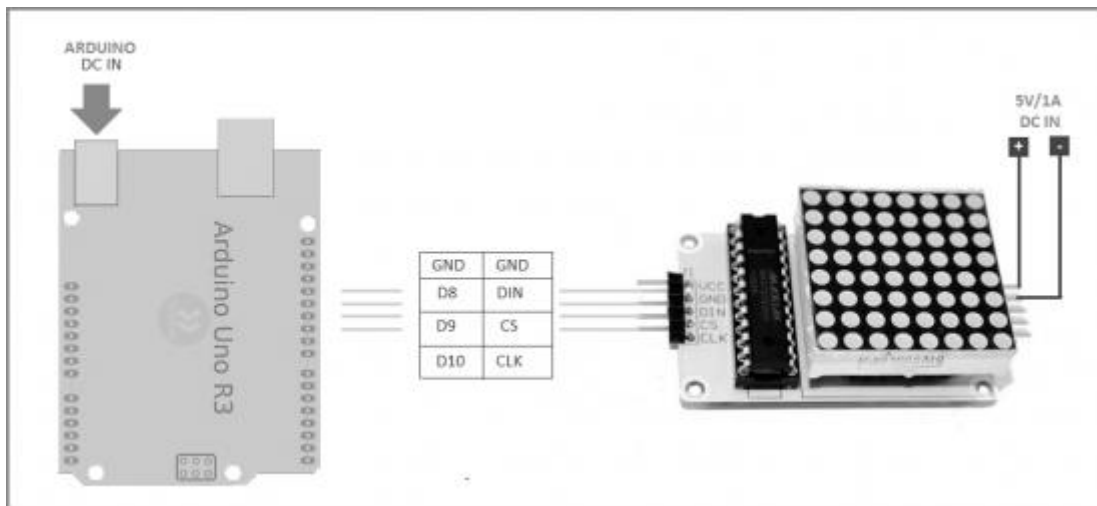 ARDUINO
DC IN
5V/1A
DC IN
+ -
Arduino Uno R3
GND GND
D8 DIN
D9 CS
D10 CLK
VCC
GND
DIN
CS
CLK